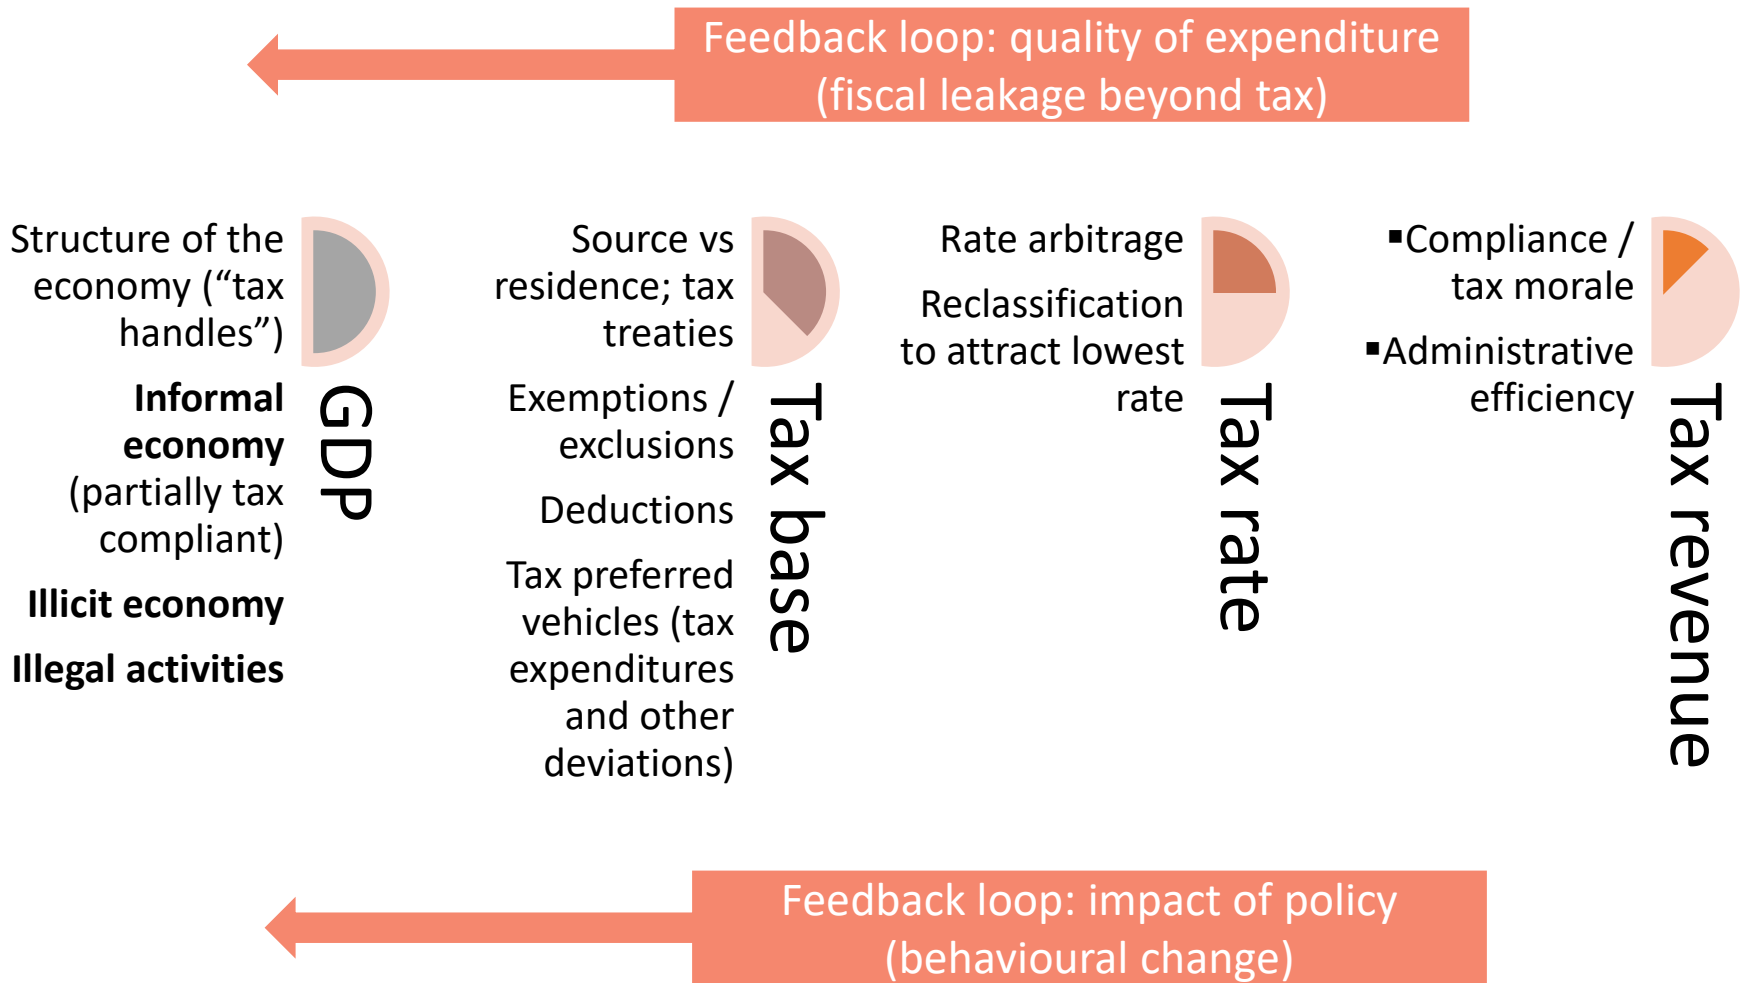 Feedback loop: quality of expenditure
(fiscal leakage beyond tax)
Structure of the
economy (“tax
handles”)
Informal
economy
(partially tax
compliant)
Illicit economy
Illegal activities
GDP
Source vs
residence; tax
treaties
Exemptions /
exclusions
Deductions
Tax preferred
vehicles (tax
expenditures
and other
deviations)
Tax base
Rate arbitrage
Reclassification
to attract lowest
rate
Tax rate
▪Compliance /
tax morale
▪Administrative
efficiency
Tax revenue
Feedback loop: impact of policy
(behavioural change)